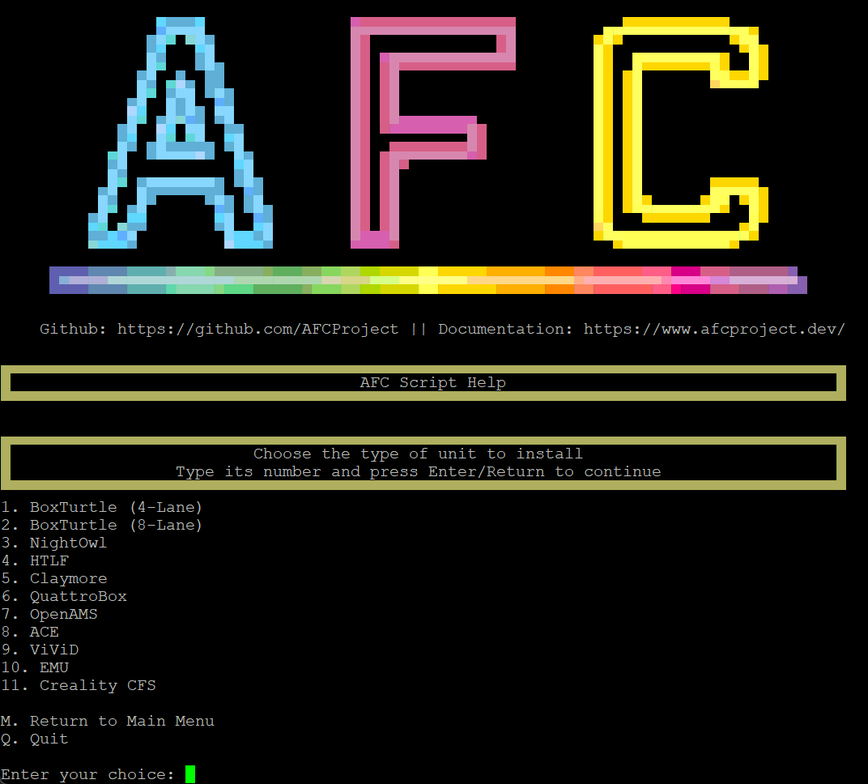 AFC
Github: https://github.com/AFCProject || Documentation: https://www.afcproject.dev/
AFC Script Help
Choose the type of unit to install
Type its number and press Enter/Return to continue
1. BoxTurtle (4-Lane)
2. BoxTurtle (8-Lane)
3. NightOwl
4. HTLF
5. Claymore
6. QuattroBox
7. OpenAMS
8. ACE
9. ViViD
10. EMU
11. Creality CFS
M. Return to Main Menu
Q. Quit
Enter your choice: